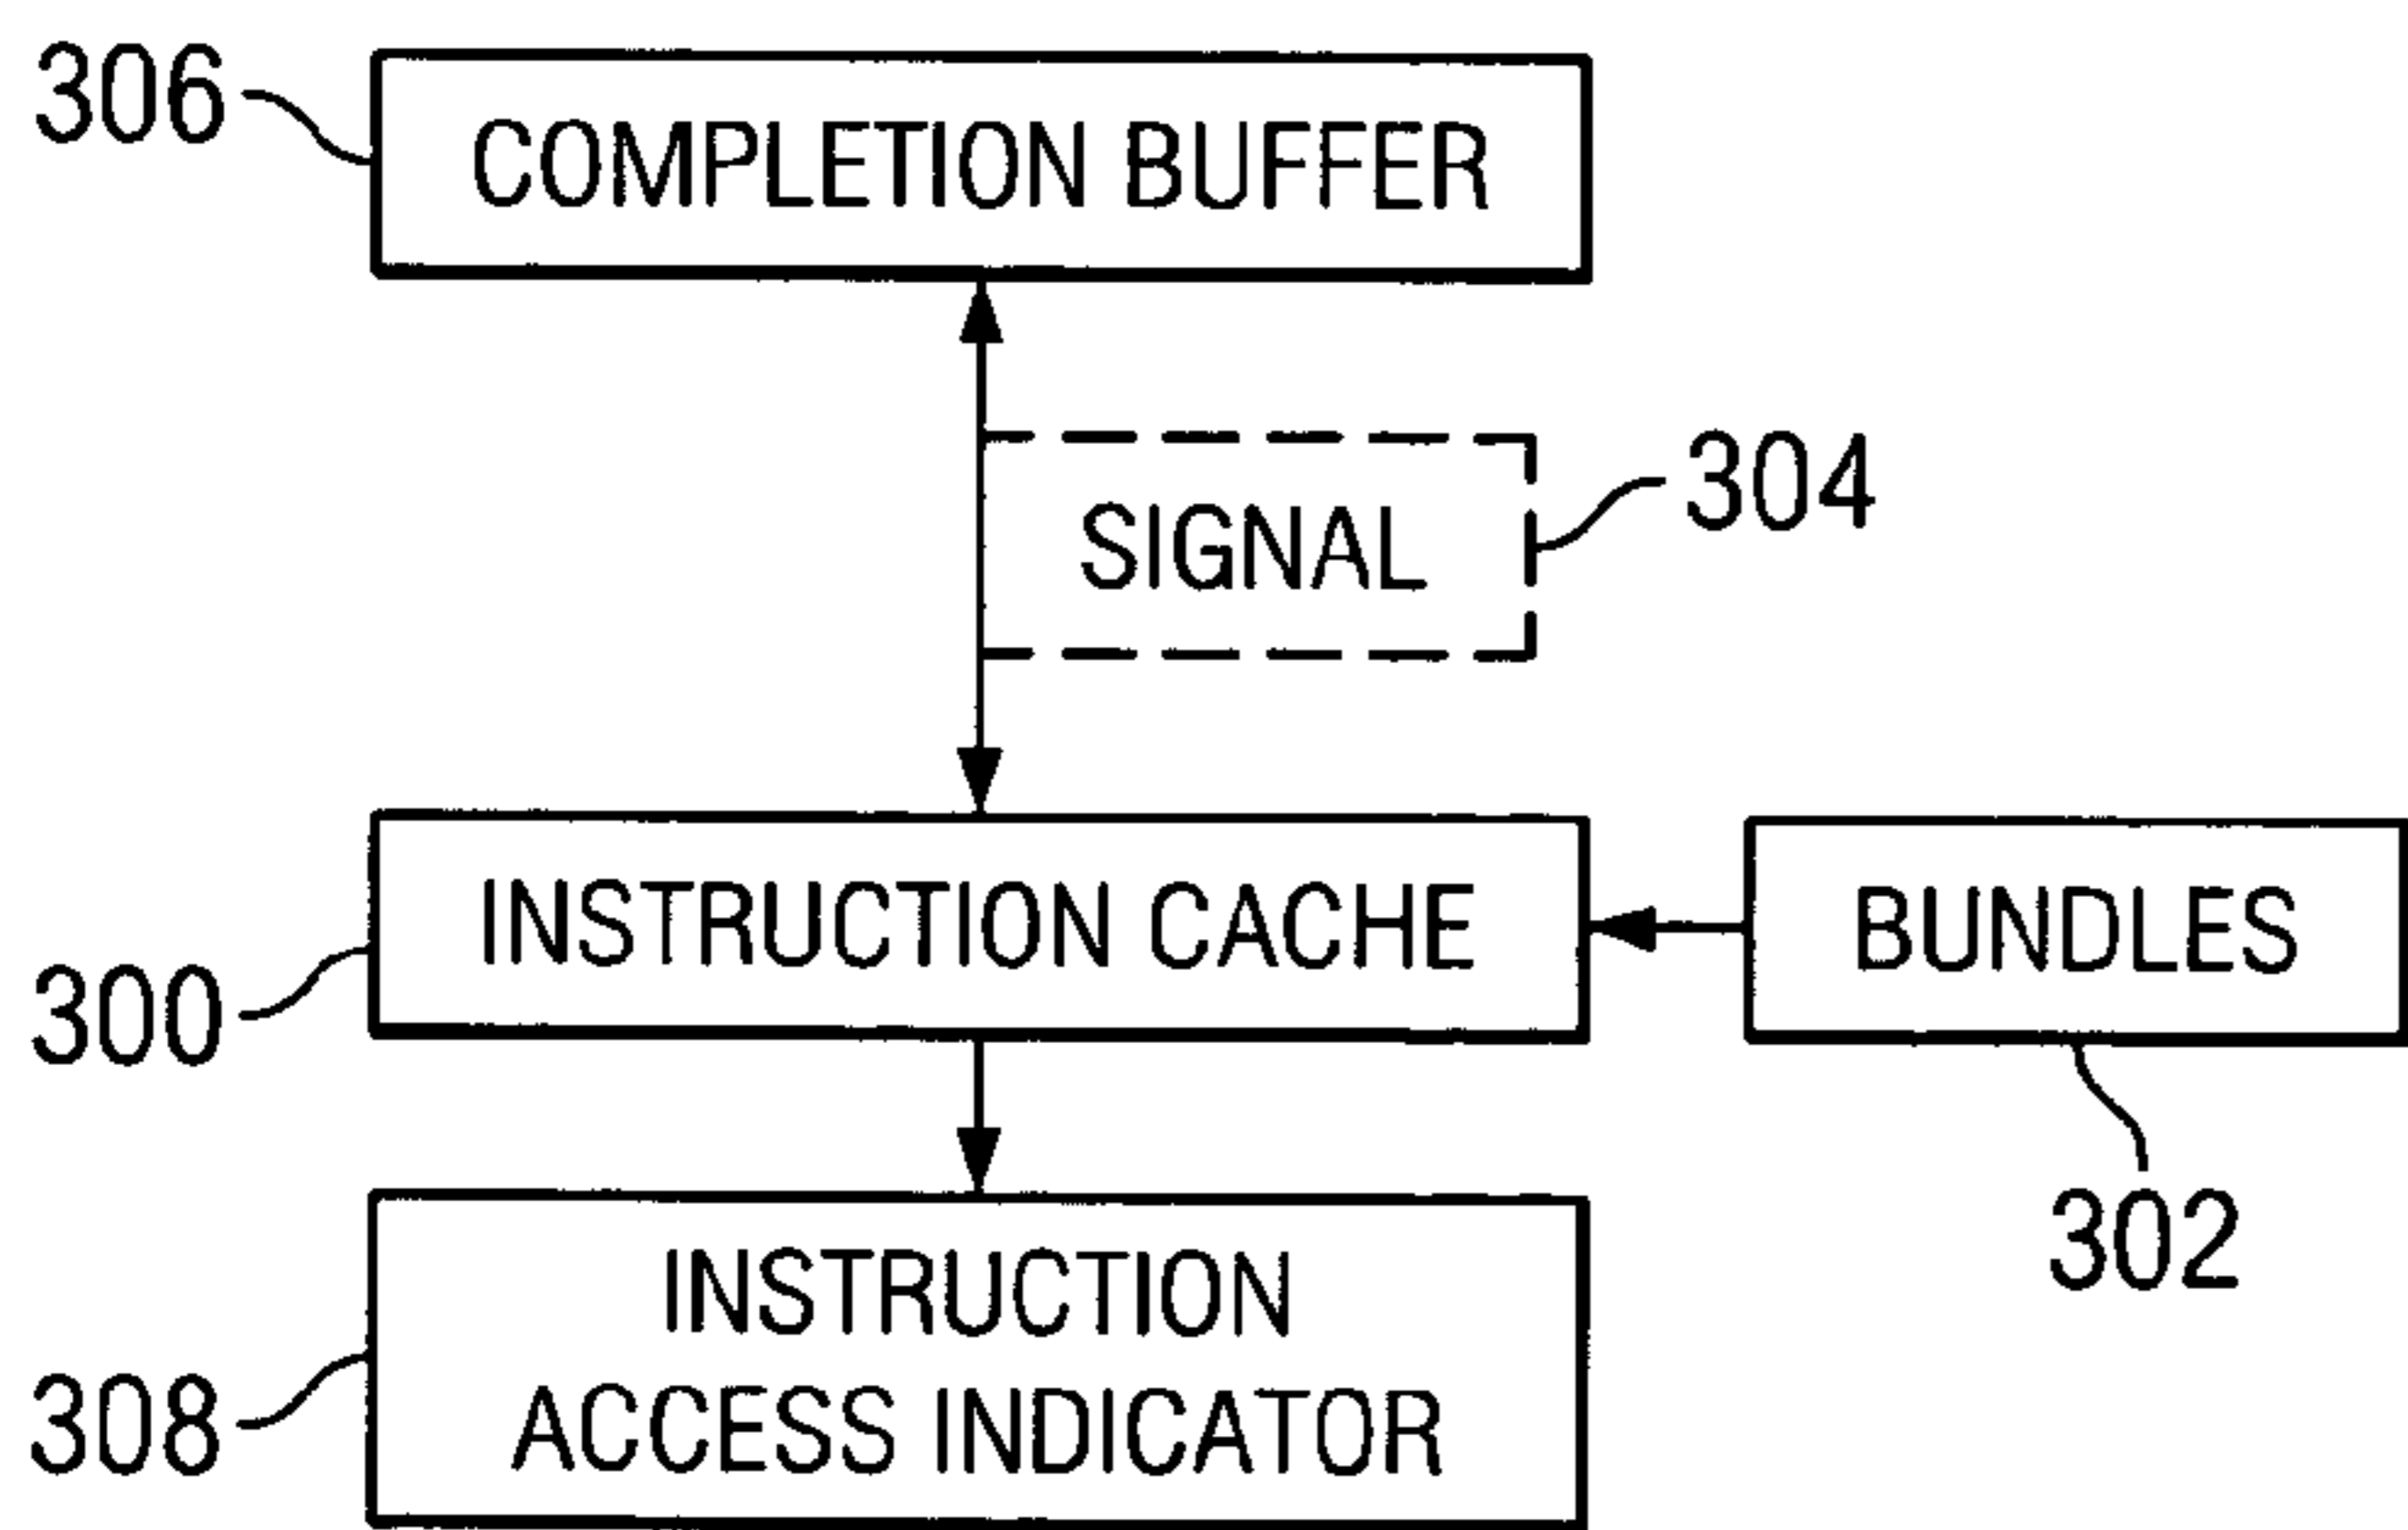 306
COMPLETION BUFFER
SIGNAL
304
INSTRUCTION CACHE
BUNDLES
300
302
INSTRUCTION
ACCESS INDICATOR
308